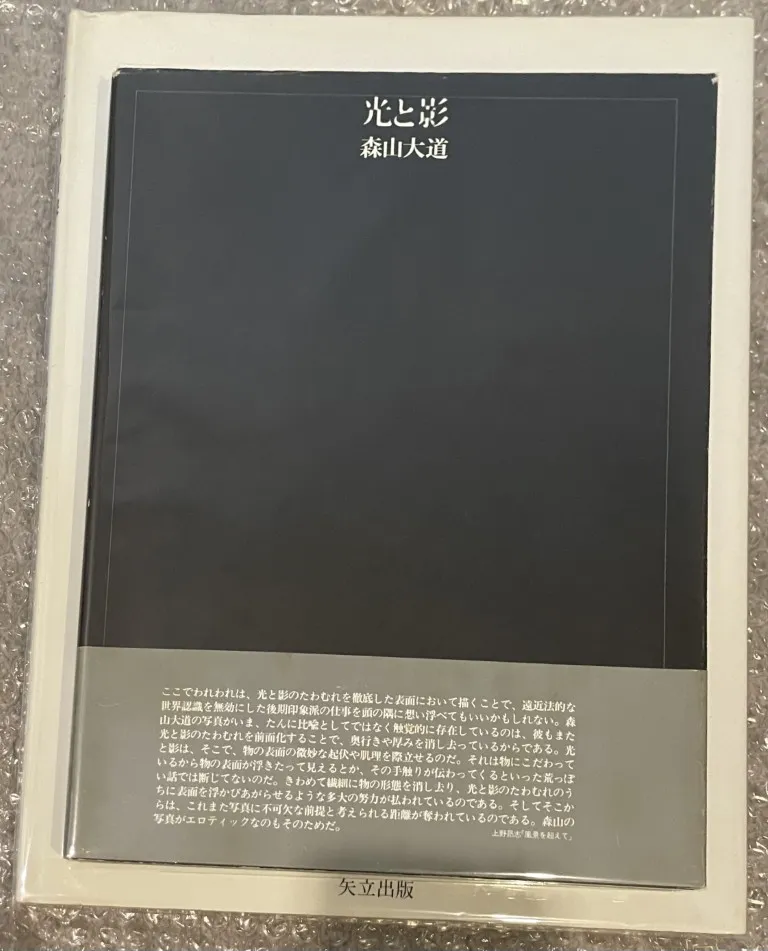 光と影
森山大道
ここでわれわれは、光と影のたわむれを徹底した表面において描くことで、遠近法的な
世界認識を無効にした後期印象派の仕事を頭の隅に想い浮べてもいいかもしれない。森
山大道の写真がいま、たんに比喩としてではなく触覚的に存在しているのは、彼もまた
光と影のたわむれを前面化することで、奥行きや厚みを消し去っているからである。光
と影は、そこで、物の表面の微妙な起伏や肌理を際立せるのだ。それは物にこだわって
いるから物の表面が浮きたって見えるとか、その手触りが伝わってくるといった荒っぽ
い話では断じてないのだ。きわめて繊細に物の形態を消し去り、光と影のたわむれのう
ちに表面を浮かびあがらせるような多大の努力が払われているのである。そしてそこか
らは、これまた写真に不可欠な前提と考えられる距離が奪われているのである。森山の
写真がエロティックなのもそのためだ。
上野昂志「風景を超えて」
矢立出版